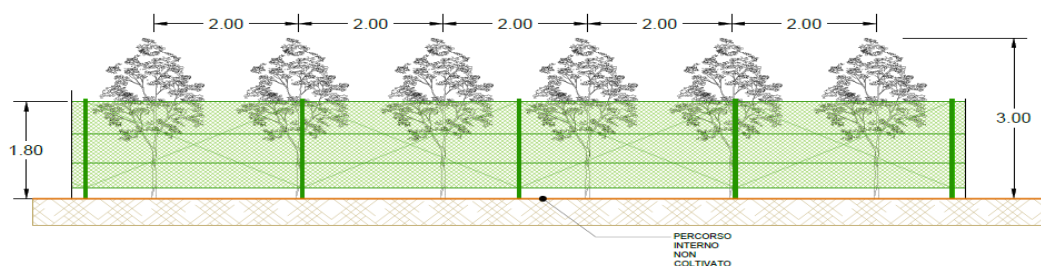 2.00 2.00 2.00 2.00 2.00
1.80
3.00
PERCORSO
INTERNO
NON
COLTIVATO